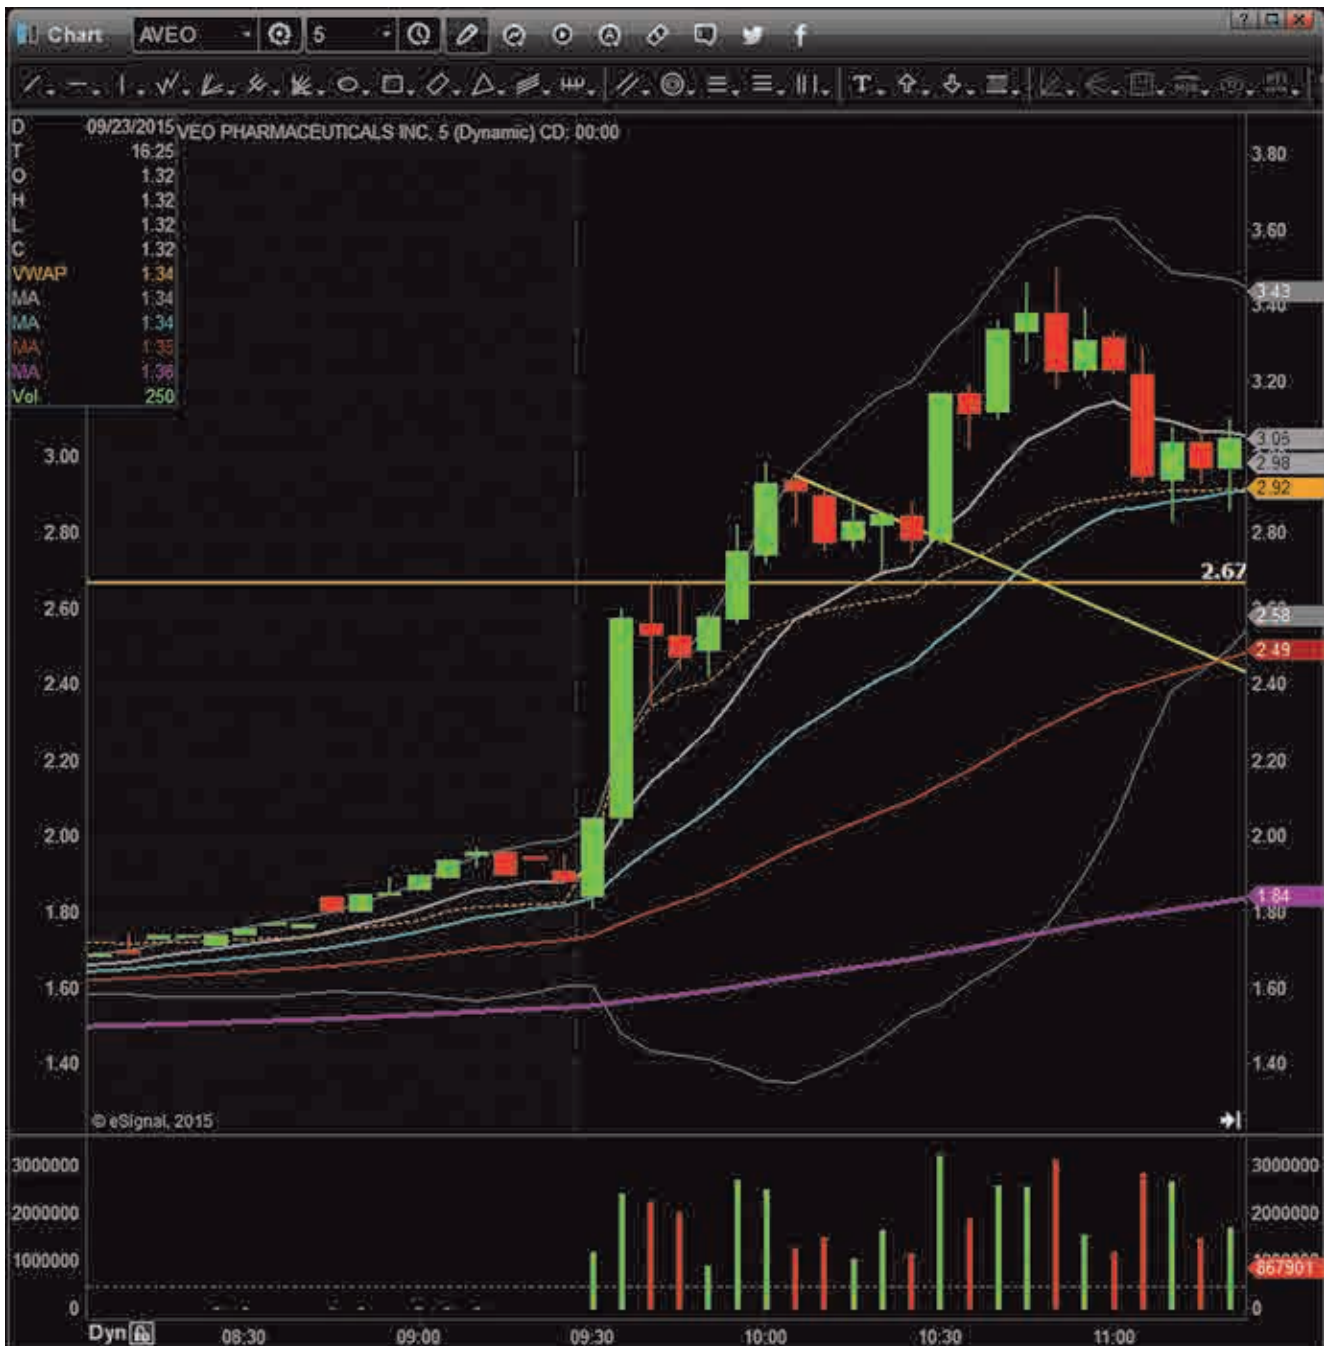 Chart AVEO 5
D 09/23/2015 VEO PHARMACEUTICALS INC, 5 (Dynamic) CD: 00:00
T 16:25
O 1.32
H 1.32
L 1.32
C 1.32
VWAP 1.34
MA 1.34
MA 1.34
MA 1.35
MA 1.36
Vol 250
3.80
3.60
3.43
3.40
3.20
3.00
3.05
2.98
2.92
2.80 2.80
2.67
2.60
2.58
2.49
2.40 2.40
2.20 2.20
2.00 2.00
1.84
1.80 1.80
1.60 1.60
1.40 1.40
© eSignal, 2015
3000000 3000000
2000000 2000000
1000000
867901
0 0
Dyn 08:30 09:00 09:30 10:00 10:30 11:00